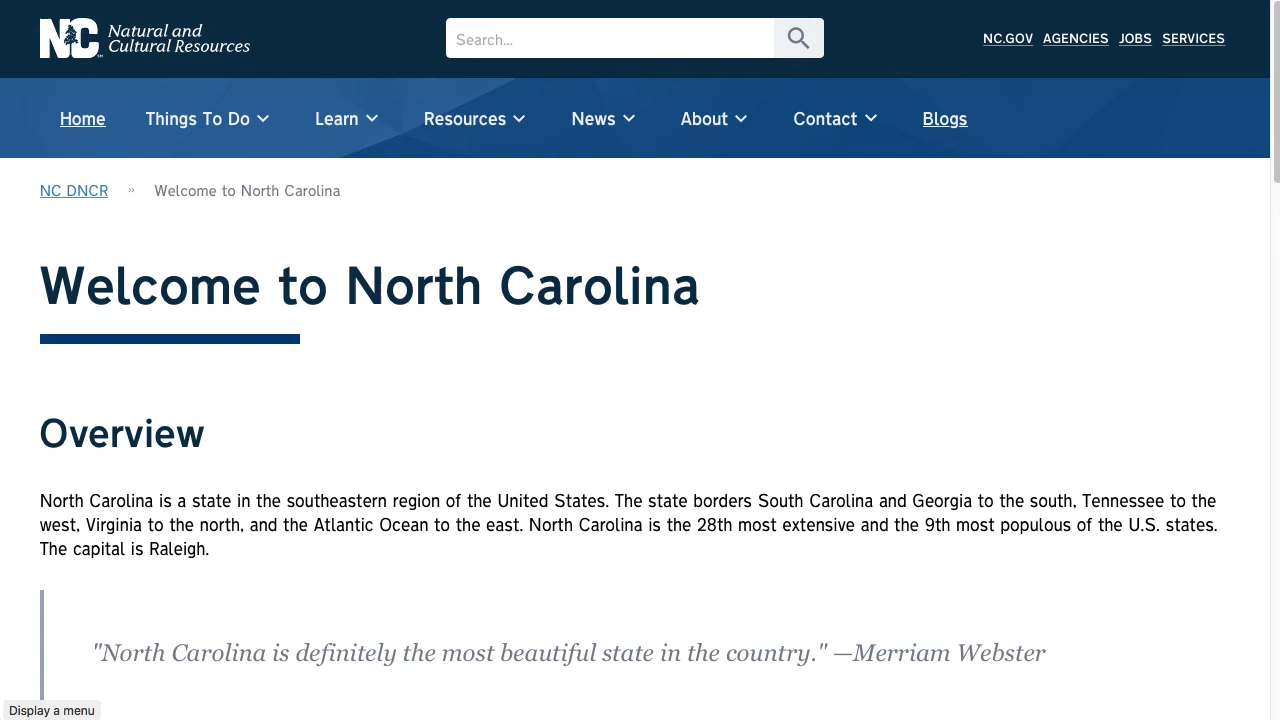 NC Natural and
Cultural Resources
Search...
NC.GOV AGENCIES JOBS SERVICES
Home Things To Do Learn Resources News About Contact Blogs
NC DNCR » Welcome to North Carolina
Welcome to North Carolina
Overview
North Carolina is a state in the southeastern region of the United States. The state borders South Carolina and Georgia to the south, Tennessee to the
west, Virginia to the north, and the Atlantic Ocean to the east. North Carolina is the 28th most extensive and the 9th most populous of the U.S. states.
The capital is Raleigh.
"North Carolina is definitely the most beautiful state in the country." —Merriam Webster
Display a menu